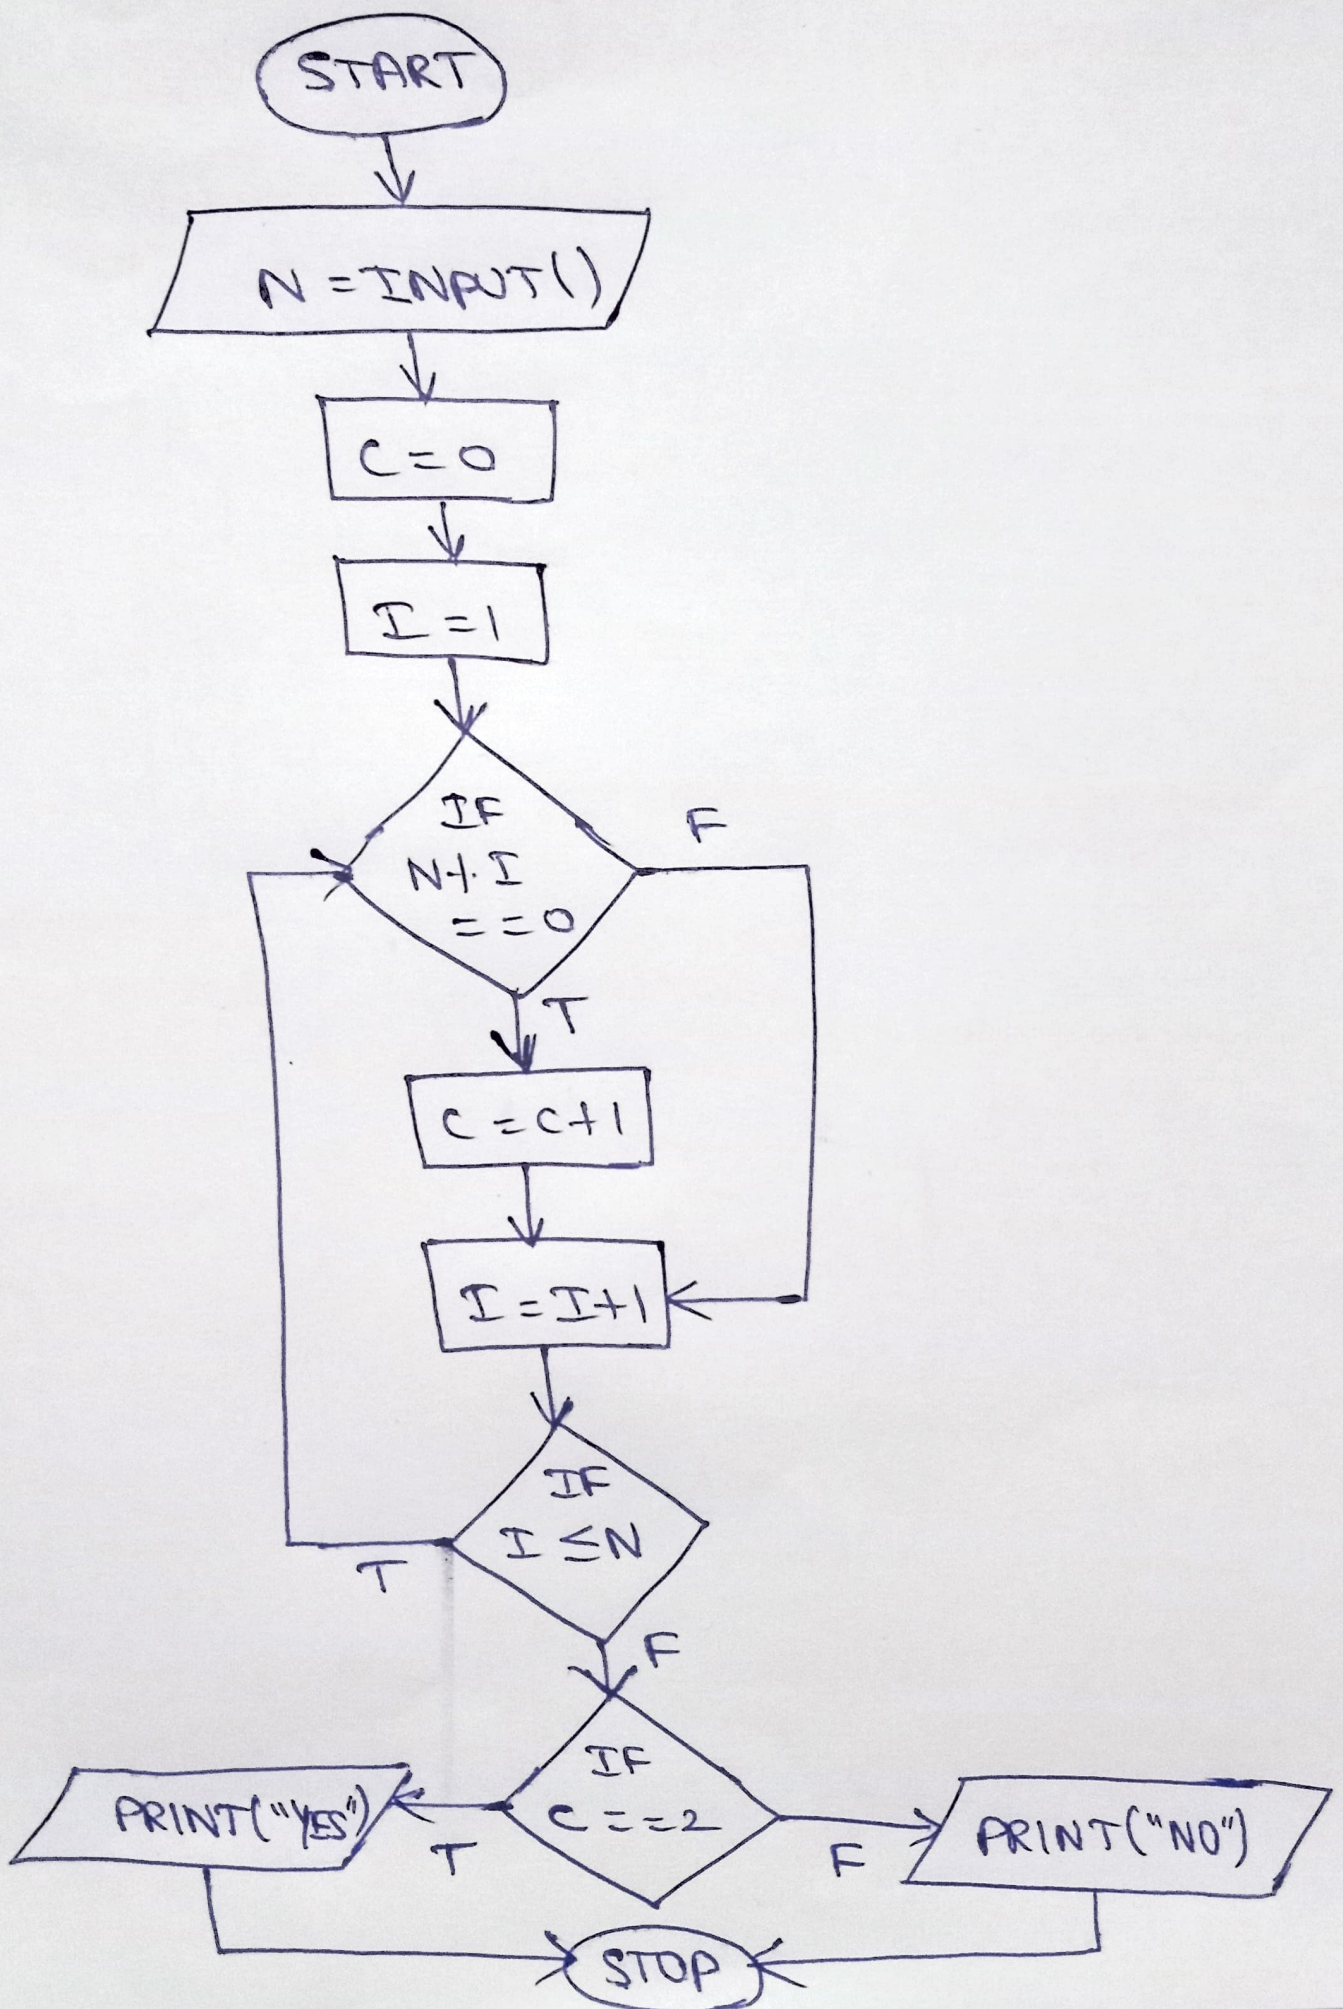 START
N = INPUT()
C = 0
I = 1
IF
N % I
== 0
F
T
C = C+1
I = I+1
IF
I ≤ N
T
F
IF
C == 2
PRINT("YES")
T
F
PRINT("NO")
STOP